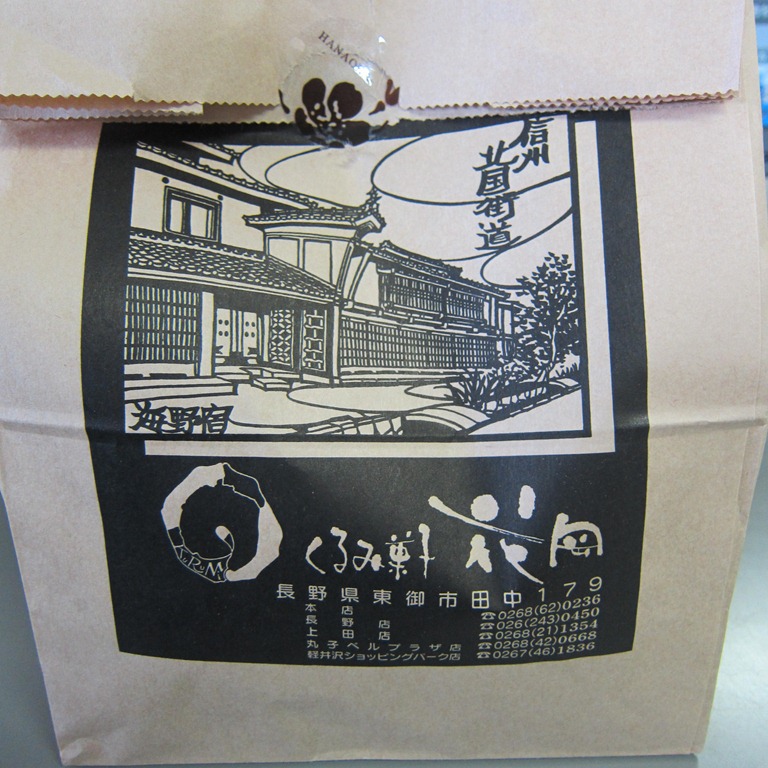 HANAO
信州
北国街道
海野宿
KURUMI
くるみ菓子 花岡
長野県東御市田中179
本店 ☎0268(62)0236
長野店 ☎026(243)0450
上田店 ☎0268(21)1354
丸子ベルプラザ店 ☎0268(42)0668
軽井沢ショッピングパーク店 ☎0267(46)1836